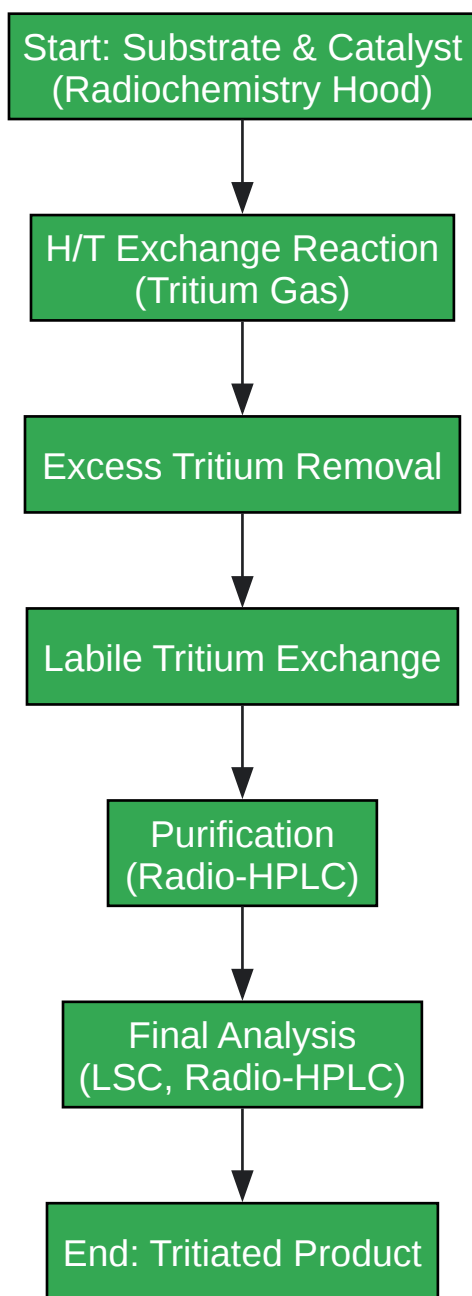 Start: Substrate & Catalyst
(Radiochemistry Hood)
H/T Exchange Reaction
(Tritium Gas)
Excess Tritium Removal
Labile Tritium Exchange
Purification
(Radio-HPLC)
Final Analysis
(LSC, Radio-HPLC)
End: Tritiated Product